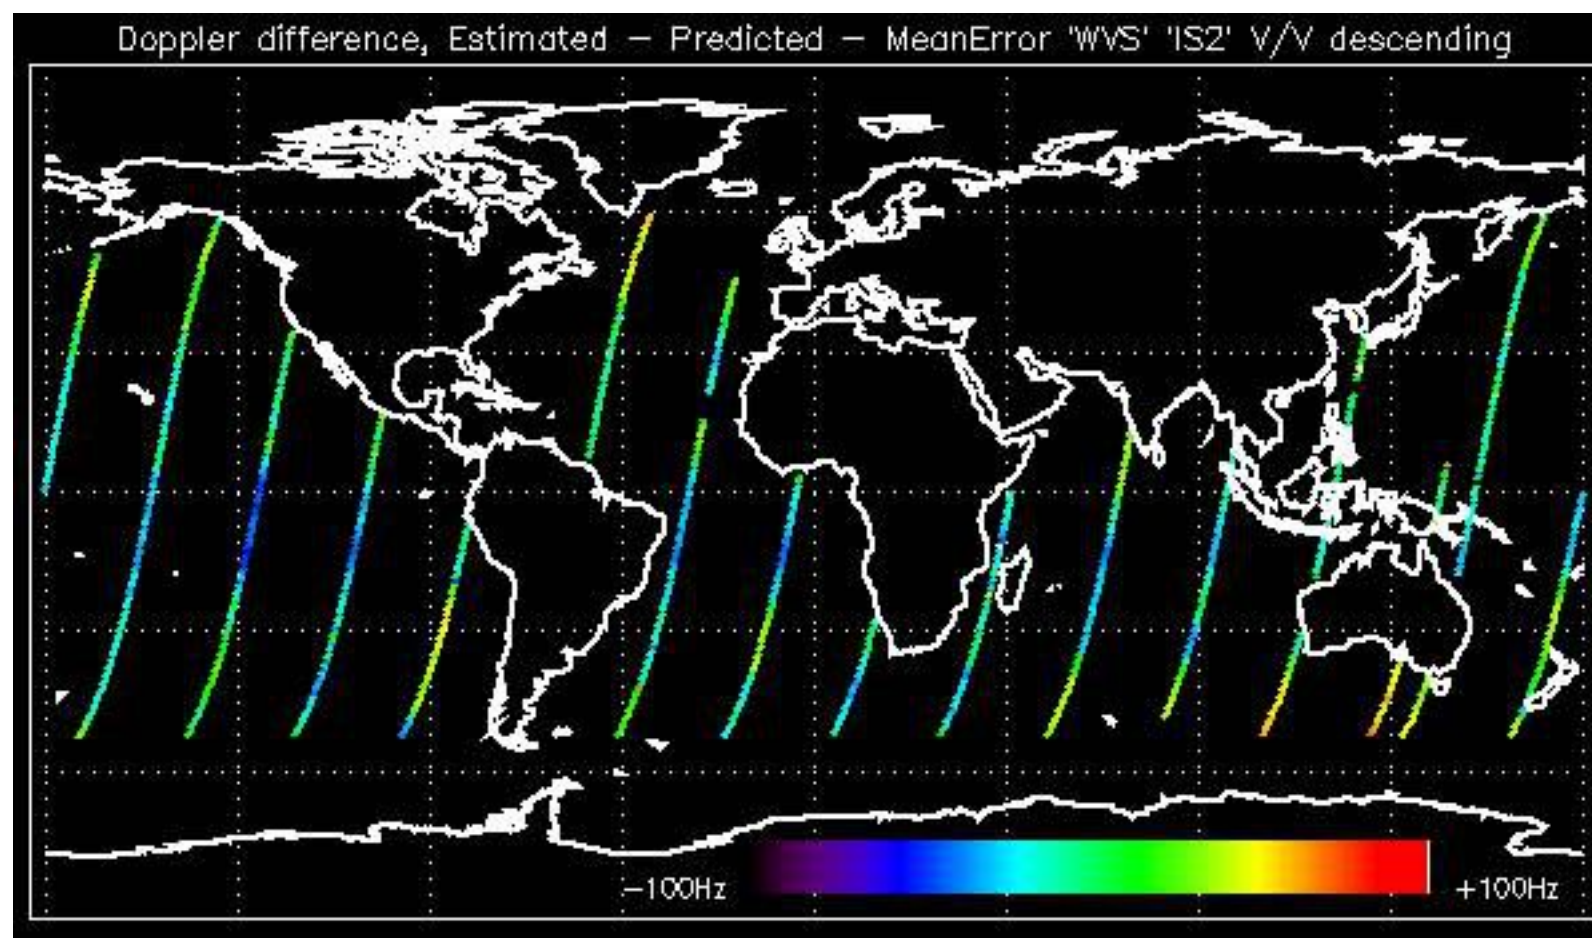 Doppler difference, Estimated – Predicted – MeanError 'WVS' 'IS2' V/V descending
–100Hz +100Hz